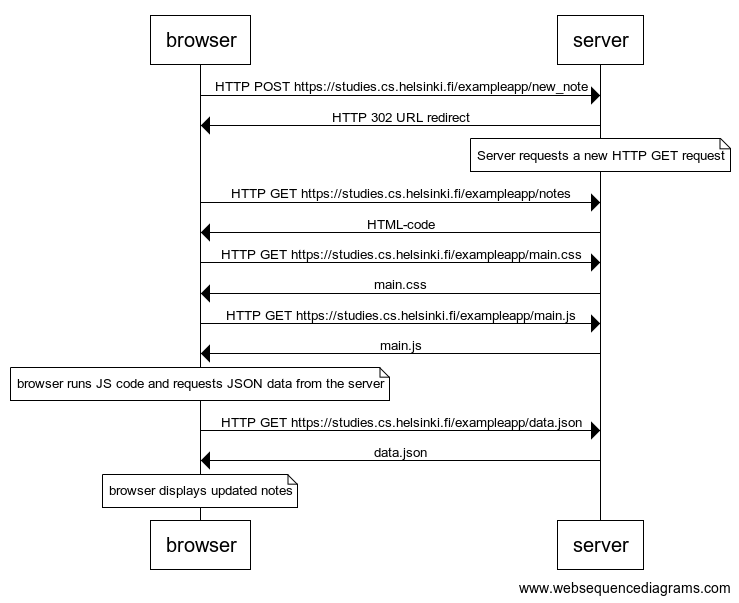 browser
server
HTTP POST https://studies.cs.helsinki.fi/exampleapp/new_note
HTTP 302 URL redirect
Server requests a new HTTP GET request
HTTP GET https://studies.cs.helsinki.fi/exampleapp/notes
HTML-code
HTTP GET https://studies.cs.helsinki.fi/exampleapp/main.css
main.css
HTTP GET https://studies.cs.helsinki.fi/exampleapp/main.js
main.js
browser runs JS code and requests JSON data from the server
HTTP GET https://studies.cs.helsinki.fi/exampleapp/data.json
data.json
browser displays updated notes
browser
server
www.websequencediagrams.com